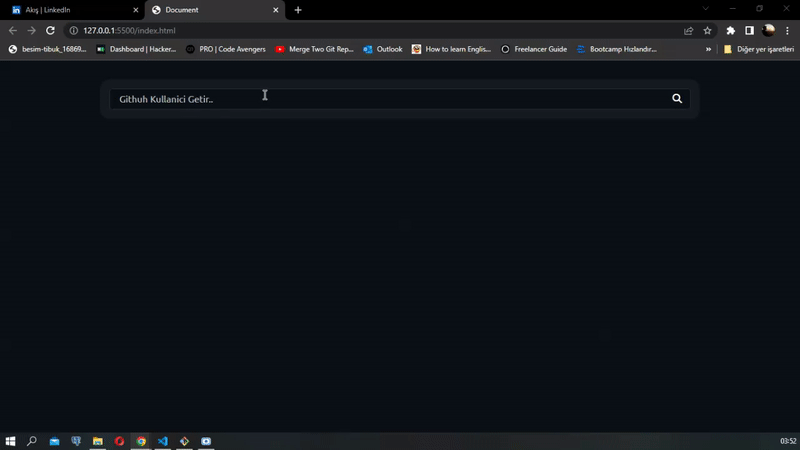 Akış | LinkedIn
Document
127.0.0.1:5500/index.html
besim-tibuk_16869...
Dashboard | Hacker...
PRO | Code Avengers
Merge Two Git Rep...
Outlook
How to learn Englis...
Freelancer Guide
Bootcamp Hızlandır...
Diğer yer işaretleri
Githuh Kullanici Getir..
03:52